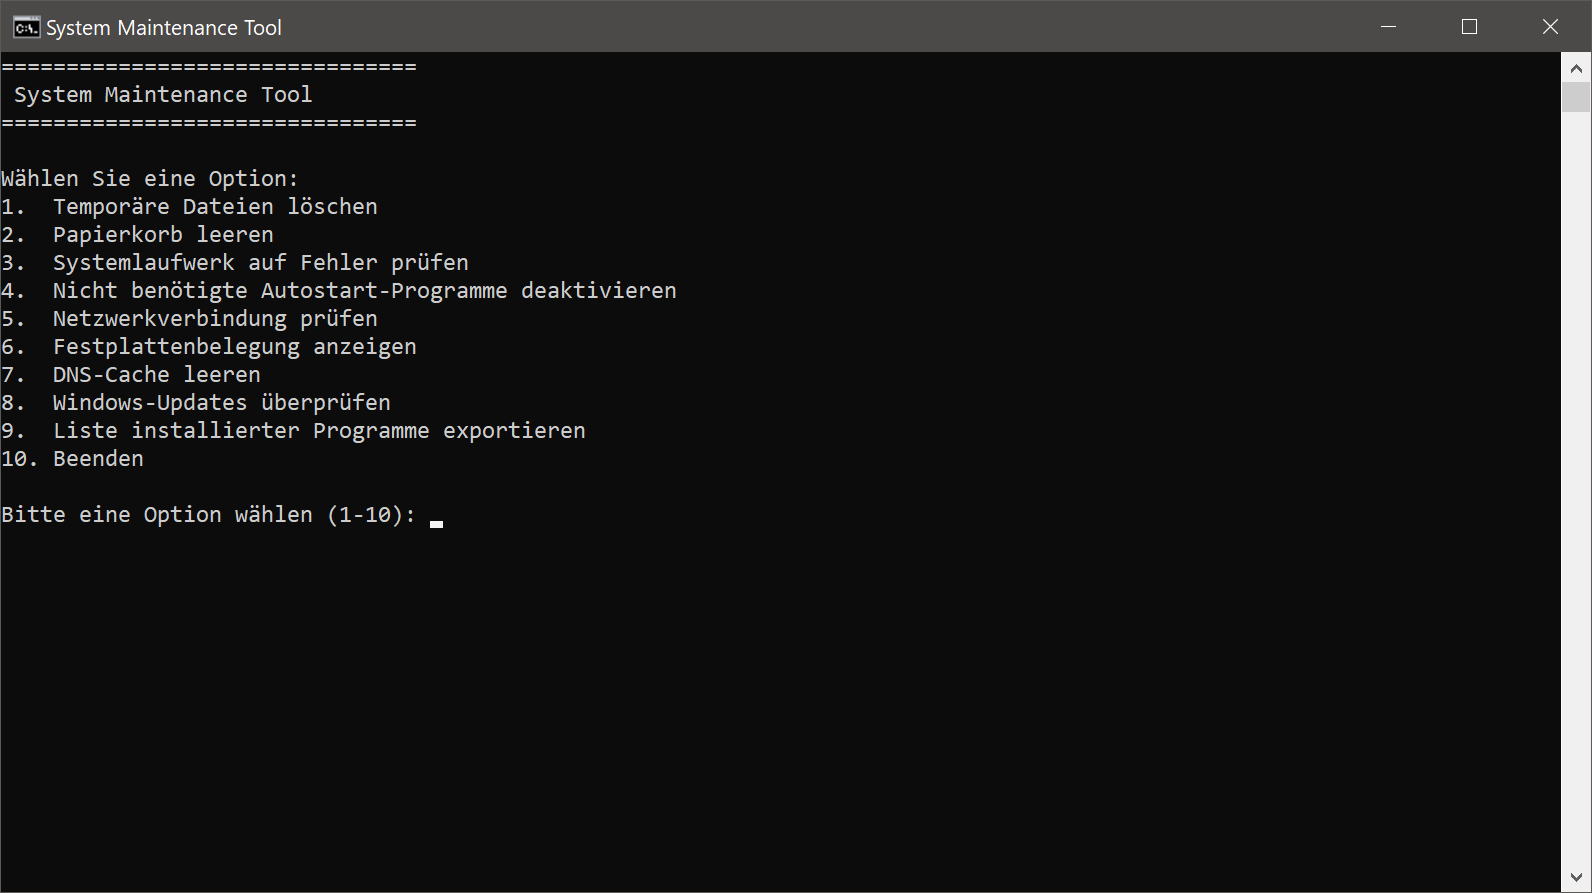 System Maintenance Tool
================================
System Maintenance Tool
================================
Wählen Sie eine Option:
1.  Temporäre Dateien löschen
2.  Papierkorb leeren
3.  Systemlaufwerk auf Fehler prüfen
4.  Nicht benötigte Autostart-Programme deaktivieren
5.  Netzwerkverbindung prüfen
6.  Festplattenbelegung anzeigen
7.  DNS-Cache leeren
8.  Windows-Updates überprüfen
9.  Liste installierter Programme exportieren
10. Beenden
Bitte eine Option wählen (1-10):